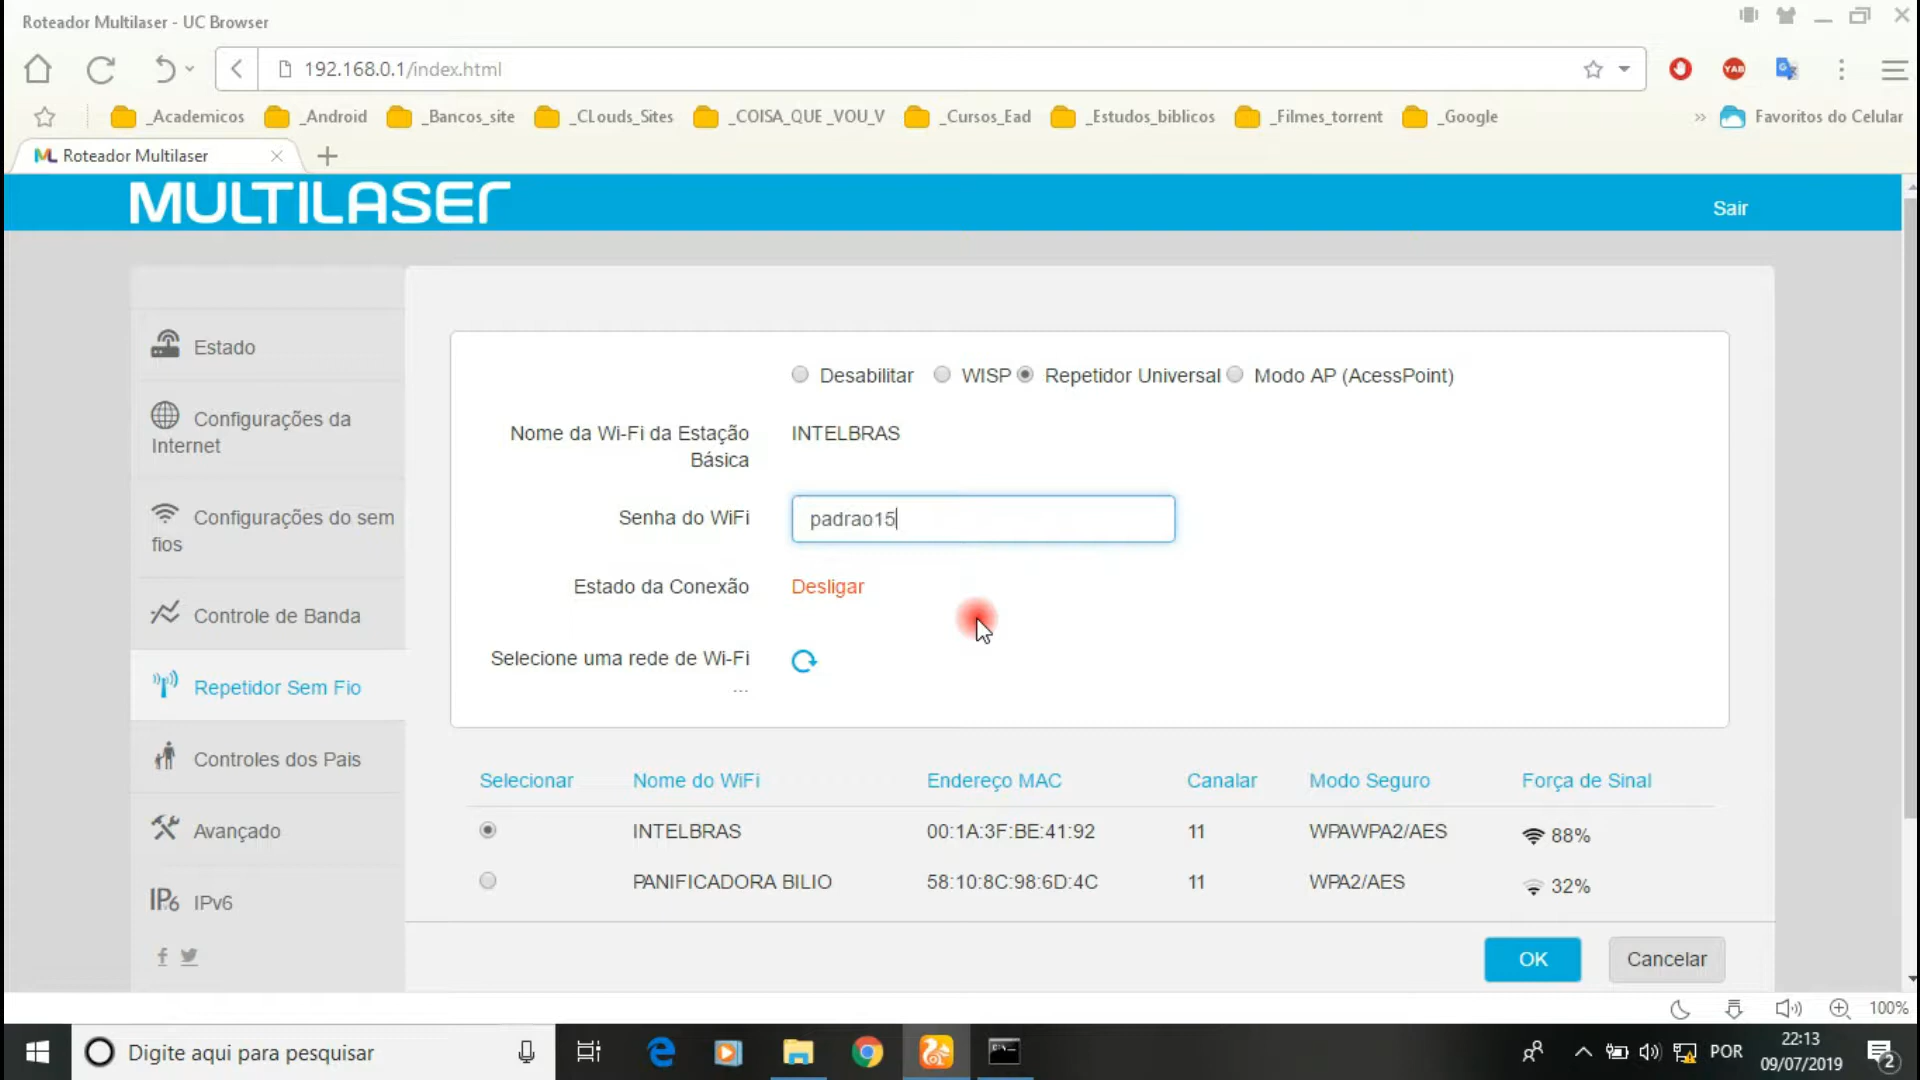 Roteador Multilaser - UC Browser
192.168.0.1/index.html
YAB
_Academicos
_Android
_Bancos_site
_CLouds_Sites
_COISA_QUE _VOU_V
_Cursos_Ead
_Estudos_biblicos
_Filmes_torrent
_Google
Favoritos do Celular
ML Roteador Multilaser
MULTILASER
Sair
Estado
Configurações da
Internet
Configurações do sem
fios
Controle de Banda
Repetidor Sem Fio
Controles dos Pais
Avançado
IPv6
Desabilitar
WISP
Repetidor Universal
Modo AP (AcessPoint)
Nome da Wi-Fi da Estação
Básica
INTELBRAS
Senha do WiFi
padrao15
Estado da Conexão
Desligar
Selecione uma rede de Wi-Fi
...
Selecionar Nome do WiFi Endereço MAC Canalar Modo Seguro Força de Sinal
INTELBRAS 00:1A:3F:BE:41:92 11 WPAWPA2/AES 88%
PANIFICADORA BILIO 58:10:8C:98:6D:4C 11 WPA2/AES 32%
OK
Cancelar
100%
Digite aqui para pesquisar
POR
22:13
09/07/2019
2